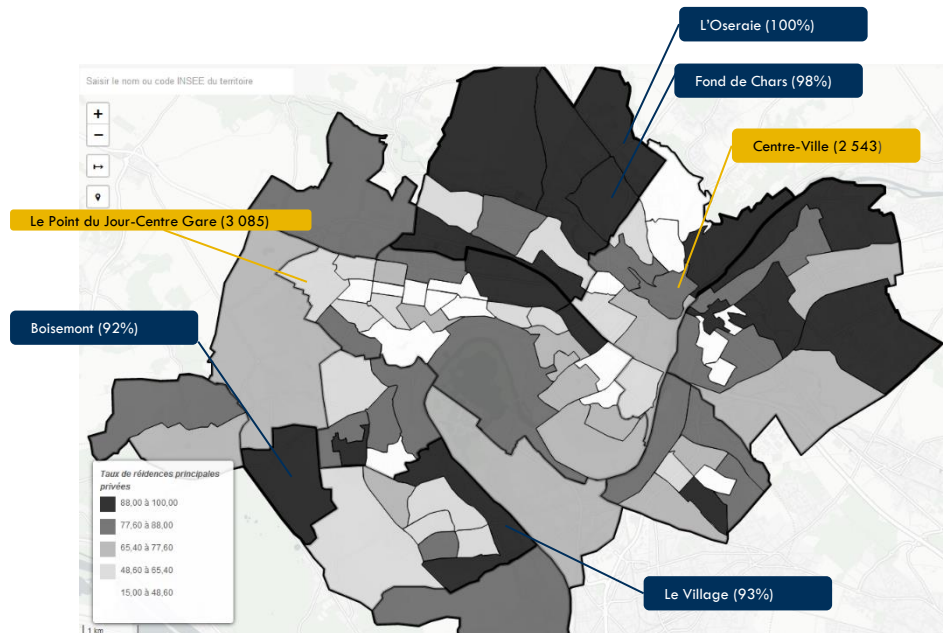 L'Oseraie (100%)
Saisir le nom ou code INSEE du territoire
Fond de Chars (98%)
+
−
Centre-Ville (2 543)
Le Point du Jour-Centre Gare (3 085)
Boisemont (92%)
Taux de réidences principales
privées
88,00 à 100,00
77,60 à 88,00
65,40 à 77,60
48,60 à 65,40
15,00 à 48,60
Le Village (93%)
1 km